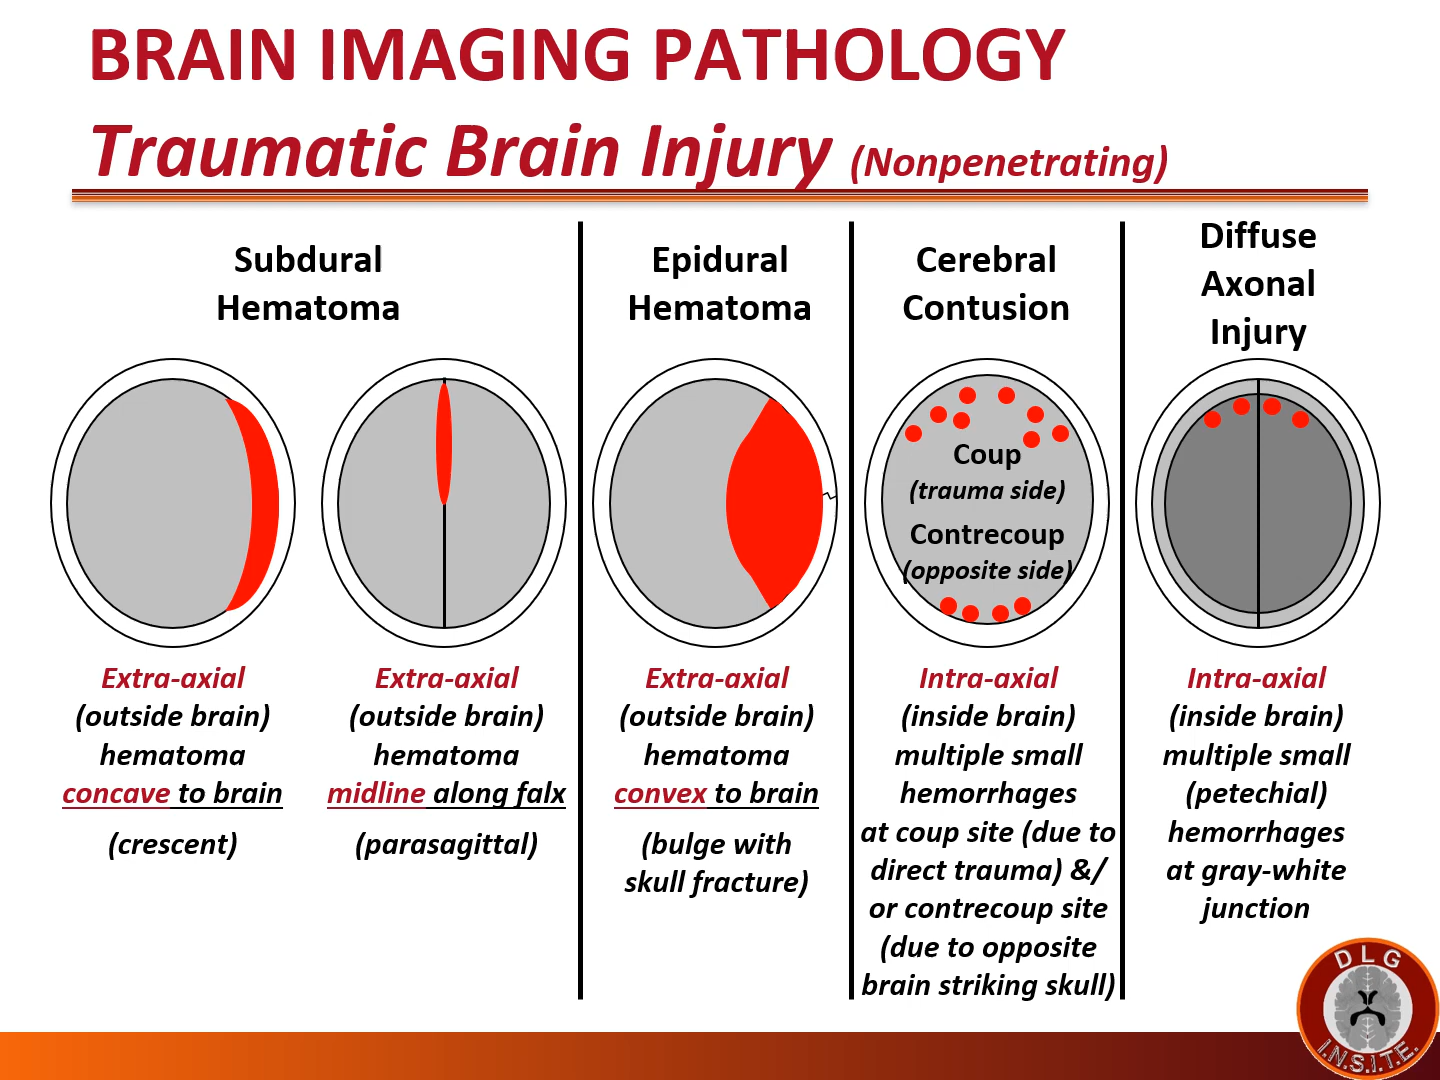 BRAIN IMAGING PATHOLOGY
Traumatic Brain Injury (Nonpenetrating)
Subdural
Hematoma
Extra-axial
(outside brain)
hematoma
concave to brain
(crescent)
Extra-axial
(outside brain)
hematoma
midline along falx
(parasagittal)
Epidural
Hematoma
Extra-axial
(outside brain)
hematoma
convex to brain
(bulge with
skull fracture)
Cerebral
Contusion
Coup
(trauma side)
Contrecoup
(opposite side)
Intra-axial
(inside brain)
multiple small
hemorrhages
at coup site (due to
direct trauma) &/
or contrecoup site
(due to opposite
brain striking skull)
Diffuse
Axonal
Injury
Intra-axial
(inside brain)
multiple small
(petechial)
hemorrhages
at gray-white
junction
DLG
I.N.S.I.T.E.